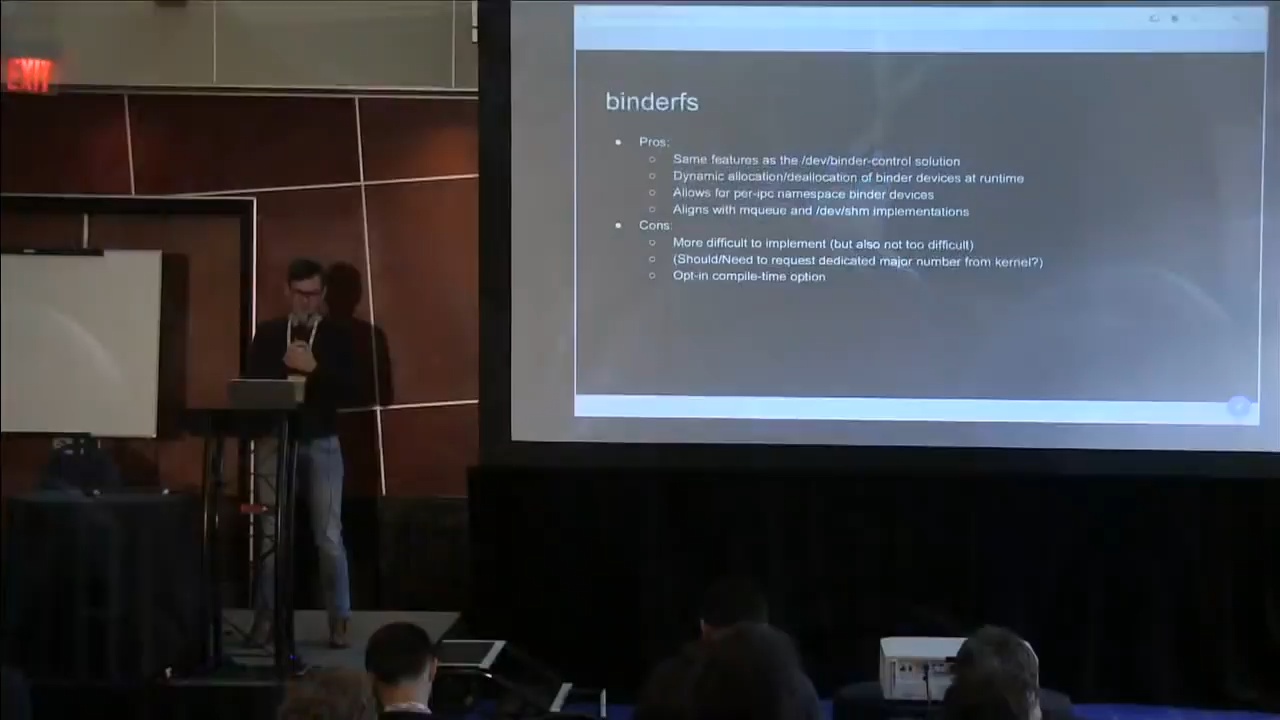 EXIT
binderfs
Pros:
Same features as the /dev/binder-control solution
Dynamic allocation/deallocation of binder devices at runtime
Allows for per-ipc namespace binder devices
Aligns with mqueue and /dev/shm implementations
Cons:
More difficult to implement (but also not too difficult)
(Should/Need to request dedicated major number from kernel?)
Opt-in compile-time option